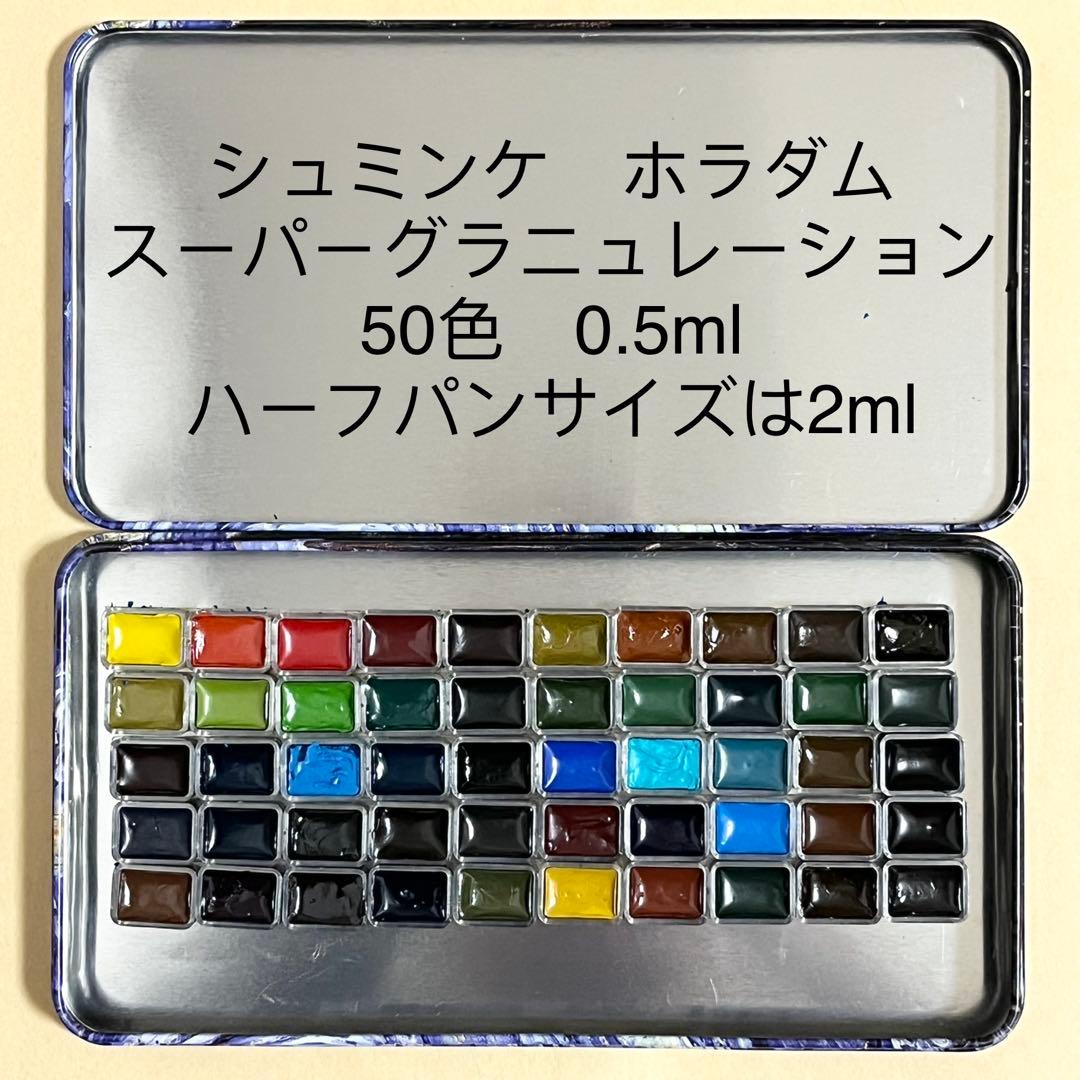 シュミンケ　ホラダム
スーパーグラニュレーション
50色　0.5ml
ハーフパンサイズは2ml